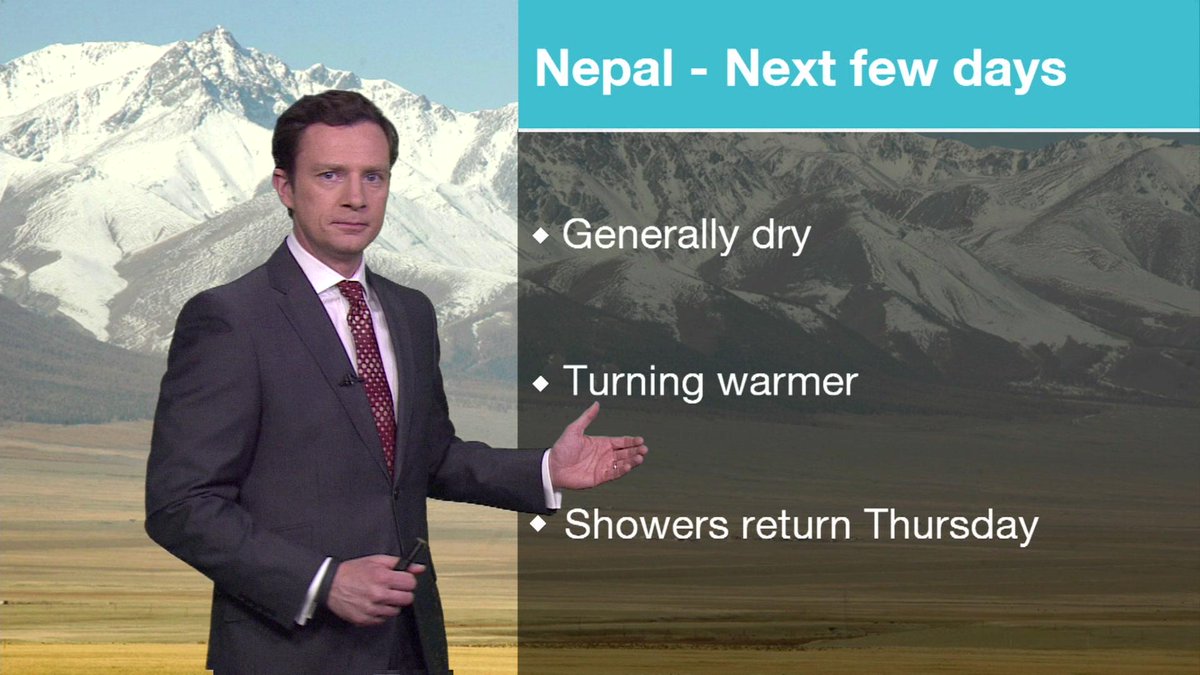 Nepal - Next few days
Generally dry
Turning warmer
Showers return Thursday